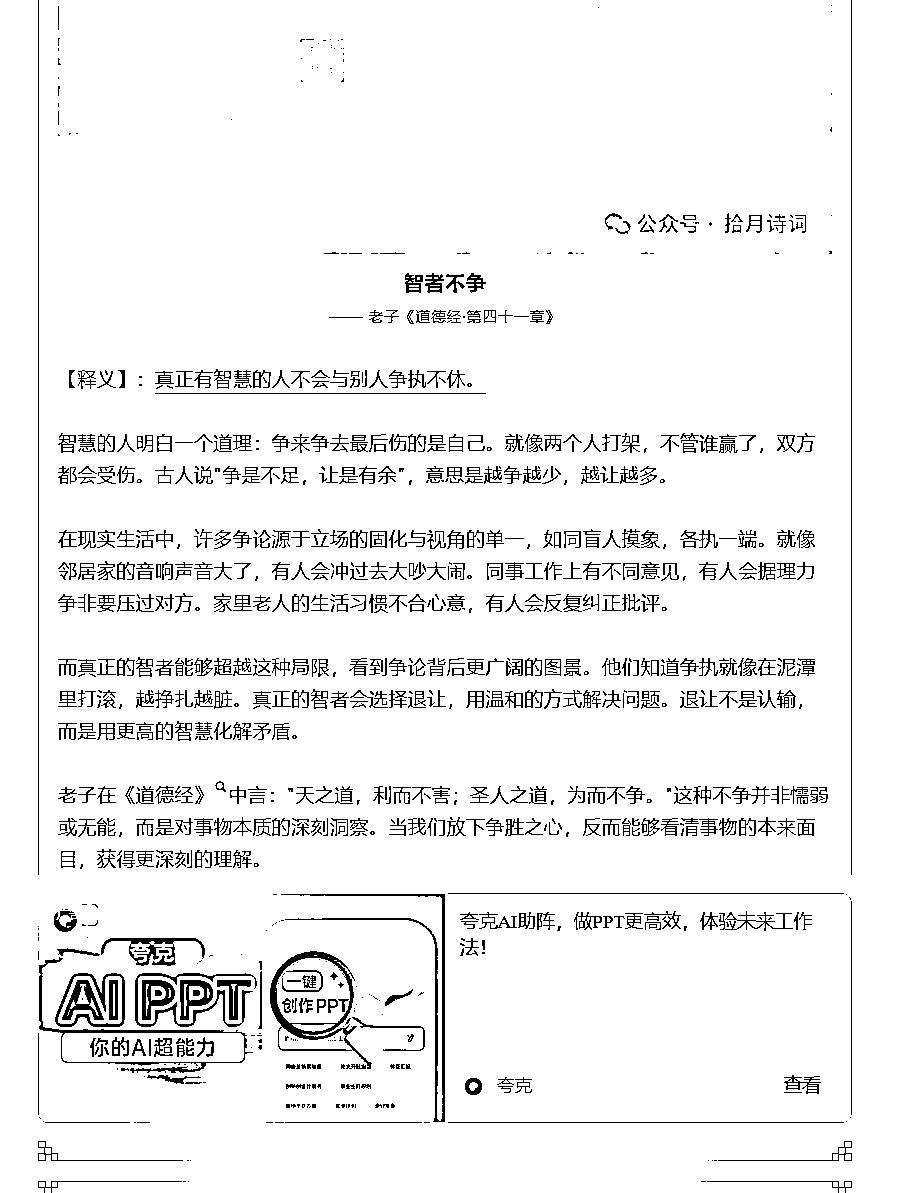 公众号 · 拾月诗词
智者不争
—— 老子《道德经·第四十一章》
【释义】：真正有智慧的人不会与别人争执不休。
智慧的人明白一个道理：争来争去最后伤的是自己。就像两个人打架，不管谁赢了，双方
都会受伤。古人说"争是不足，让是有余"，意思是越争越少，越让越多。
在现实生活中，许多争论源于立场的固化与视角的单一，如同盲人摸象，各执一端。就像
邻居家的音响声音大了，有人会冲过去大吵大闹。同事工作上有不同意见，有人会据理力
争非要压过对方。家里老人的生活习惯不合心意，有人会反复纠正批评。
而真正的智者能够超越这种局限，看到争论背后更广阔的图景。他们知道争执就像在泥潭
里打滚，越挣扎越脏。真正的智者会选择退让，用温和的方式解决问题。退让不是认输，
而是用更高的智慧化解矛盾。
老子在《道德经》中言："天之道，利而不害；圣人之道，为而不争。"这种不争并非懦弱
或无能，而是对事物本质的深刻洞察。当我们放下争胜之心，反而能够看清事物的本来面
目，获得更深刻的理解。
夸克
AI PPT
你的AI超能力
一键
创作PPT
夸克AI助阵，做PPT更高效，体验未来工作
法！
夸克
查看